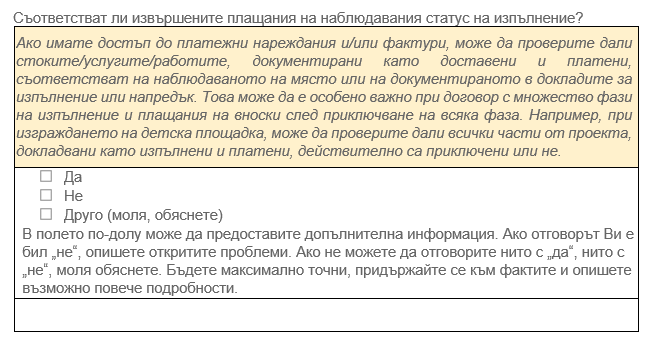 Съответстват ли извършените плащания на наблюдавания статус на изпълнение?
Ако имате достъп до платежни нареждания и/или фактури, може да проверите дали
стоките/услугите/работите, документирани като доставени и платени,
съответстват на наблюдаваното на място или на документираното в докладите за
изпълнение или напредък. Това може да е особено важно при договор с множество фази
на изпълнение и плащания на вноски след приключване на всяка фаза. Например, при
изграждането на детска площадка, може да проверите дали всички части от проекта,
докладвани като изпълнени и платени, действително са приключени или не.
☐ Да
☐ Не
☐ Друго (моля, обяснете)
В полето по-долу може да предоставите допълнителна информация. Ако отговорът Ви е
бил „не“, опишете откритите проблеми. Ако не можете да отговорите нито с „да“, нито с
„не“, моля обяснете. Бъдете максимално точни, придържайте се към фактите и опишете
възможно повече подробности.